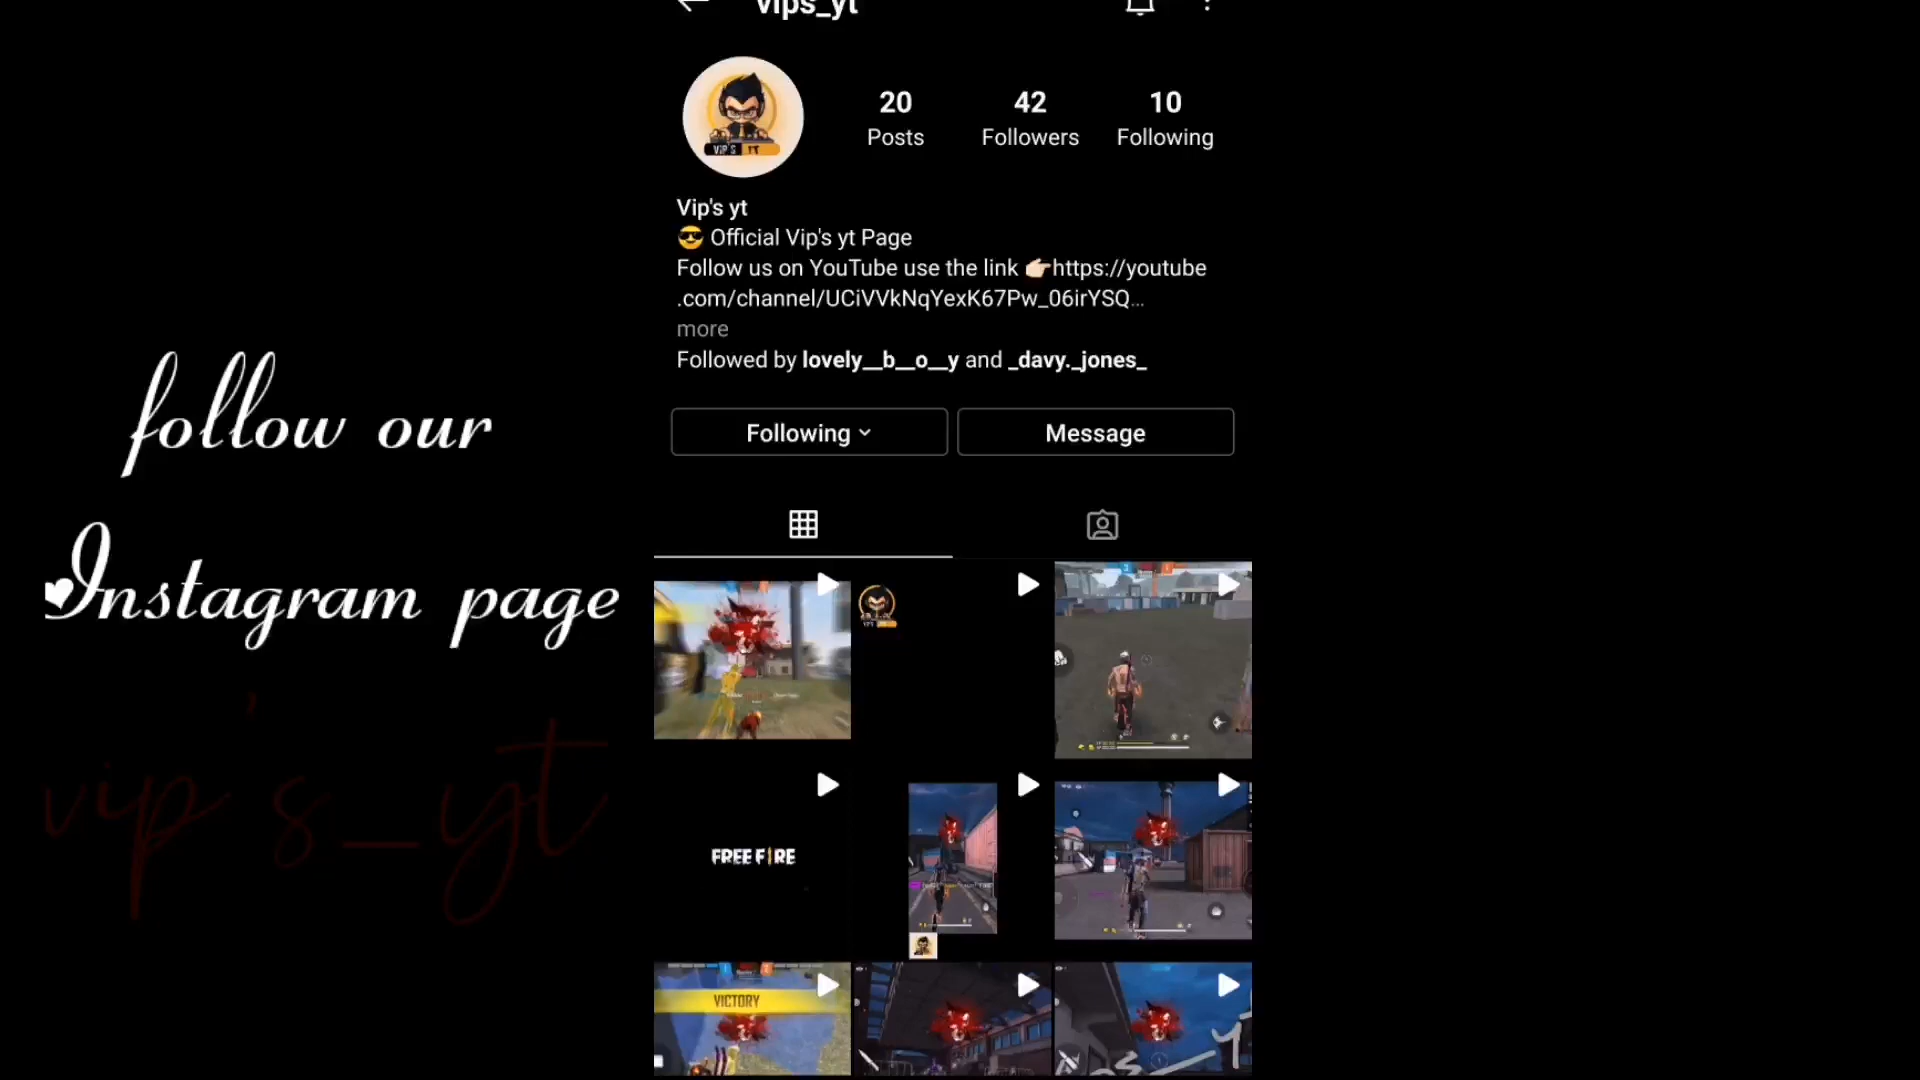 vips_yt
20
42
10
Posts
Followers
Following
VIP'S YT
Vip's yt
😎 Official Vip's yt Page
Follow us on YouTube use the link 👉🏻https://youtube
.com/channel/UCiVVkNqYexK67Pw_06irYSQ...
more
Followed by lovely__b__o__y and _davy._jones_
Following
Message
follow our
Instagram page
vip's_yt
FREE FIRE
VICTORY